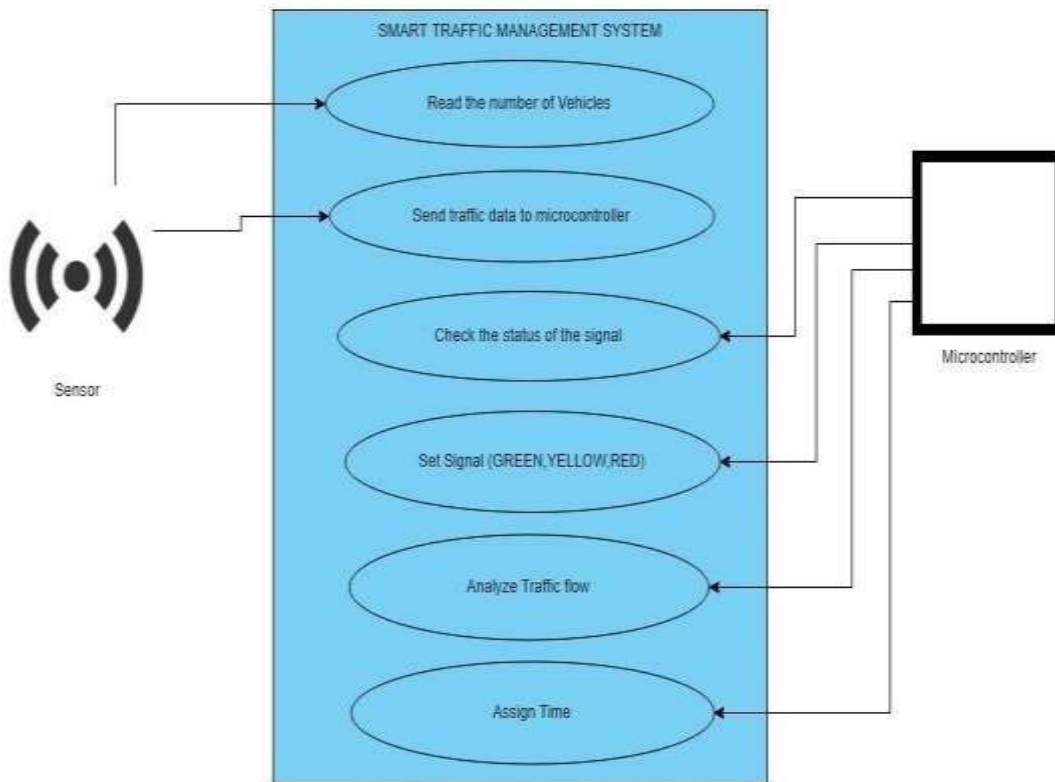 SMART TRAFFIC MANAGEMENT SYSTEM
Read the number of Vehicles
Send traffic data to microcontroller
Check the status of the signal
Microcontroller
Sensor
Set Signal (GREEN,YELLOW,RED)
Analyze Traffic flow
Assign Time